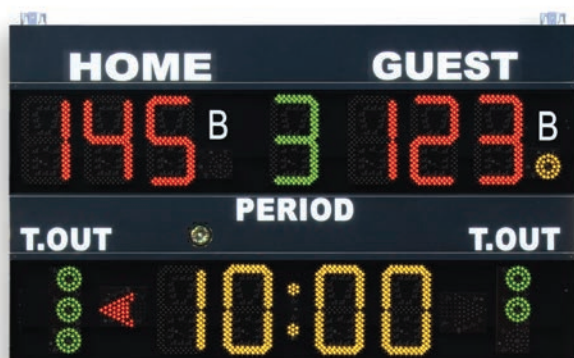 HOME GUEST
145 B 3 123 B
PERIOD
T.OUT T.OUT
10:00